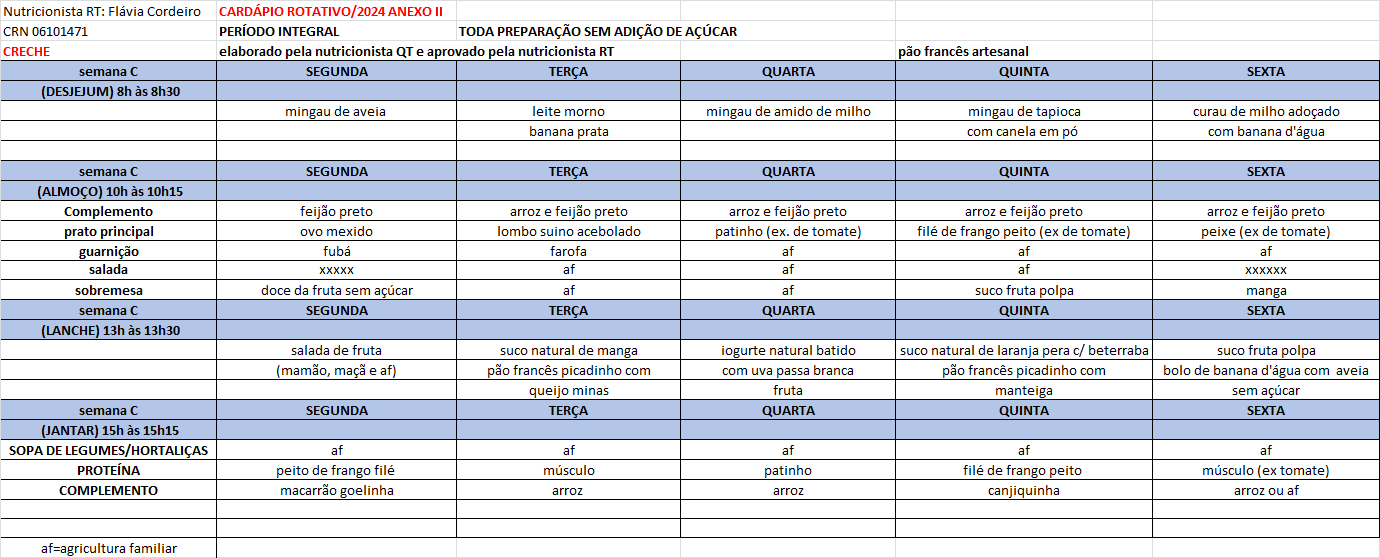 Nutricionista RT: Flávia Cordeiro CARDÁPIO ROTATIVO/2024 ANEXO II
CRN 06101471 PERÍODO INTEGRAL TODA PREPARAÇÃO SEM ADIÇÃO DE AÇÚCAR
CRECHE elaborado pela nutricionista QT e aprovado pela nutricionista RT pão francês artesanal
semana C SEGUNDA TERÇA QUARTA QUINTA SEXTA
(DESJEJUM) 8h às 8h30
mingau de aveia leite morno mingau de amido de milho mingau de tapioca curau de milho adoçado
banana prata com canela em pó com banana d'água
semana C SEGUNDA TERÇA QUARTA QUINTA SEXTA
(ALMOÇO) 10h às 10h15
Complemento feijão preto arroz e feijão preto arroz e feijão preto arroz e feijão preto arroz e feijão preto
prato principal ovo mexido lombo suino acebolado patinho (ex. de tomate) filé de frango peito (ex de tomate) peixe (ex de tomate)
guarnição fubá farofa af af af
salada xxxxx af af af xxxxxx
sobremesa doce da fruta sem açúcar af af suco fruta polpa manga
semana C SEGUNDA TERÇA QUARTA QUINTA SEXTA
(LANCHE) 13h às 13h30
salada de fruta suco natural de manga iogurte natural batido suco natural de laranja pera c/ beterraba suco fruta polpa
(mamão, maçã e af) pão francês picadinho com com uva passa branca pão francês picadinho com bolo de banana d'água com aveia
queijo minas fruta manteiga sem açúcar
semana C SEGUNDA TERÇA QUARTA QUINTA SEXTA
(JANTAR) 15h às 15h15
SOPA DE LEGUMES/HORTALIÇAS af af af af af
PROTEÍNA peito de frango filé músculo patinho filé de frango peito músculo (ex tomate)
COMPLEMENTO macarrão goelinha arroz arroz canjiquinha arroz ou af
af=agricultura familiar